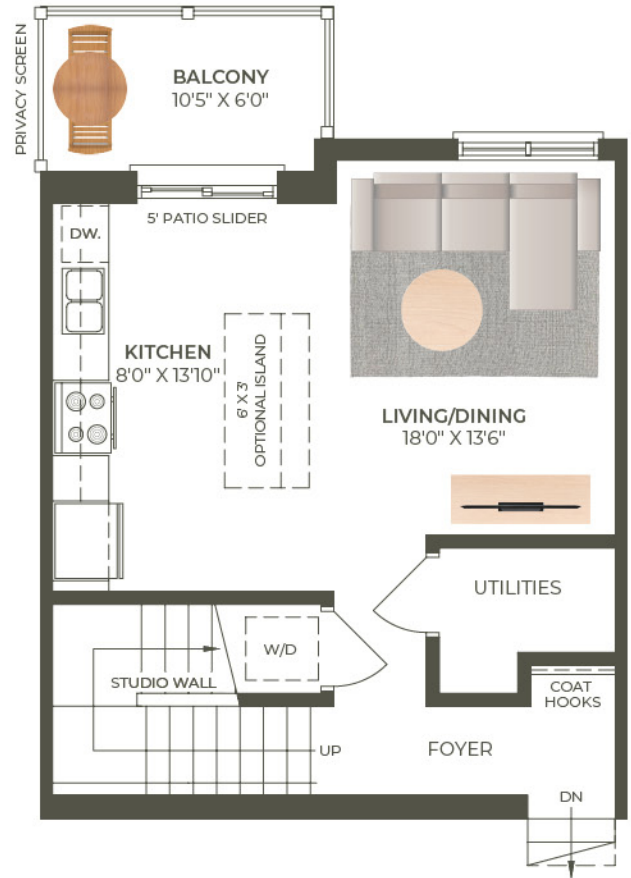 PRIVACY SCREEN
BALCONY
10'5" X 6'0"
5' PATIO SLIDER
DW.
KITCHEN
8'0" X 13'10"
6' X 3'
OPTIONAL ISLAND
LIVING/DINING
18'0" X 13'6"
UTILITIES
W/D
STUDIO WALL
COAT
HOOKS
UP
FOYER
DN